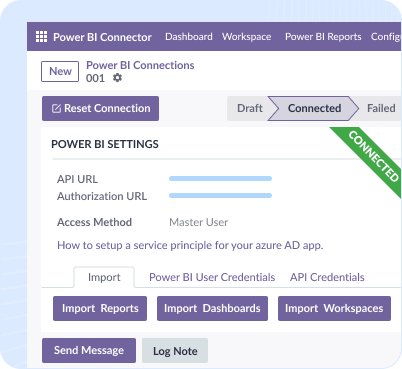 Power BI Connector Dashboard Workspace Power BI Reports Config
New Power BI Connections
001
Reset Connection Draft Connected Failed
CONNECTED
POWER BI SETTINGS
API URL
Authorization URL
Access Method Master User
How to setup a service principle for your azure AD app.
Import Power BI User Credentials API Credentials
Import Reports Import Dashboards Import Workspaces
Send Message Log Note